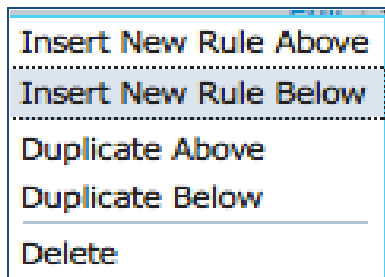 Insert New Rule Above
Insert New Rule Below
Duplicate Above
Duplicate Below
Delete